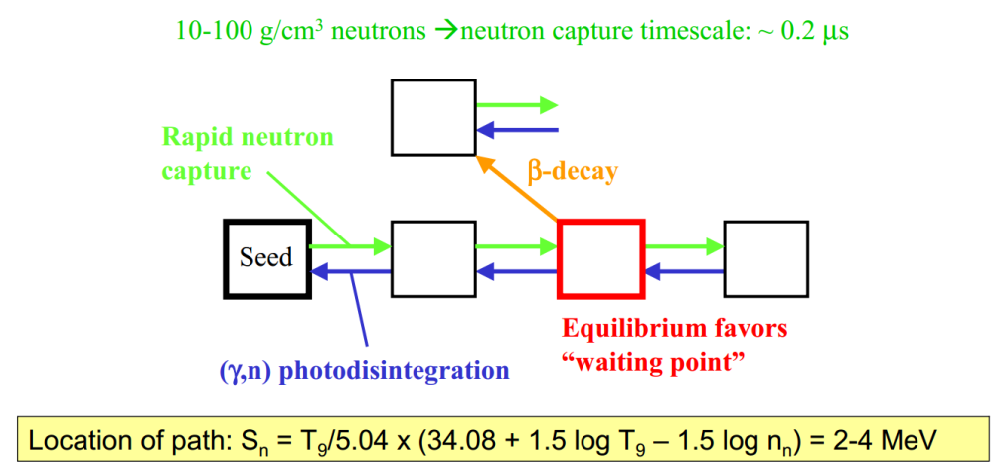 10-100 g/cm³ neutrons →neutron capture timescale: ~ 0.2 μs
Rapid neutron
capture
β-decay
Seed
Equilibrium favors
“waiting point”
(γ,n) photodisintegration
Location of path: Sₙ = T₉/5.04 x (34.08 + 1.5 log T₉ – 1.5 log nₙ) = 2-4 MeV